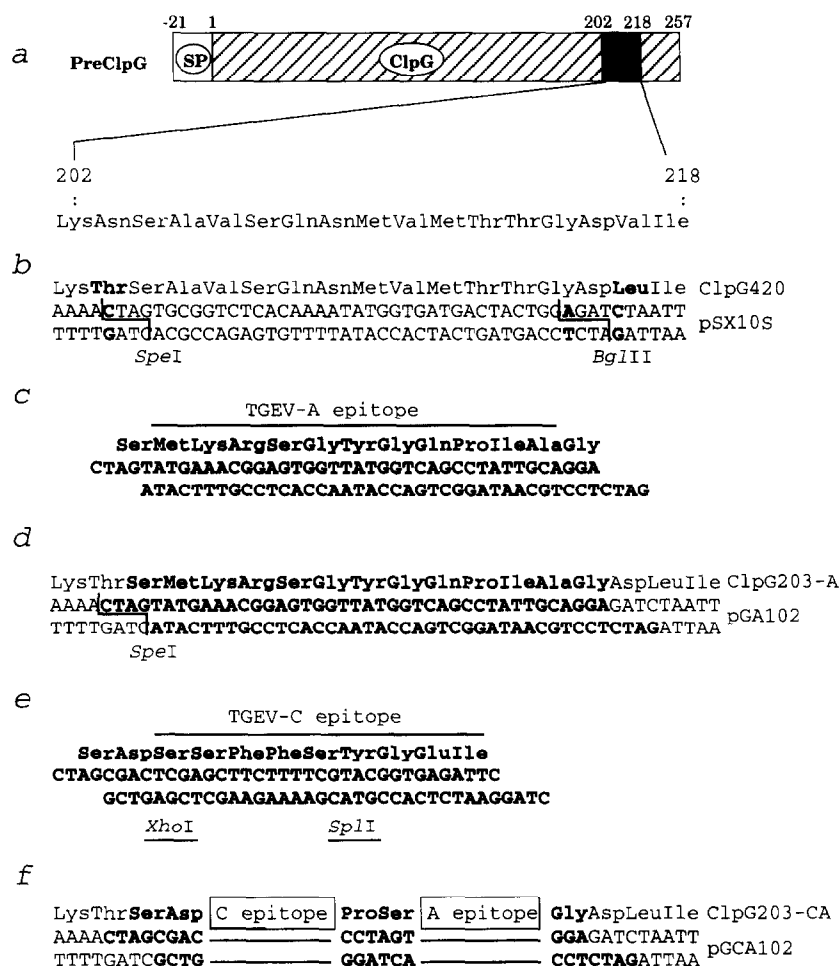 a
-21 1 202 218 257
PreClpG SP ClpG
202 218
: :
LysAsnSerAlaValSerGlnAsnMetValMetThrThrGlyAspValIle
b
LysThrSerAlaValSerGlnAsnMetValMetThrThrGlyAspLeuIle ClpG420
AAAACTAGTGCGGTCTCACAAAATATGGTGATGACTACTGGAGATCTAATT pSX10S
TTTTGATCACGCCAGAGTGTTTTATACCACTACTGATGACCTCTAGATTAA
SpeI BglII
c
TGEV-A epitope
SerMetLysArgSerGlyTyrGlyGlnProIleAlaGly
CTAGTATGAAACGGAGTGGTTATGGTCAGCCTATTGCAGGA
ATACTTTGCCTCACCAATACCAGTCGGATAACGTCCTCTAG
d
LysThrSerMetLysArgSerGlyTyrGlyGlnProIleAlaGlyAspLeuIle ClpG203-A
AAAACTAGTATGAAACGGAGTGGTTATGGTCAGCCTATTGCAGGAGATCTAATT pGA102
TTTTGATCATACTTTGCCTCACCAATACCAGTCGGATAACGTCCTCTAGATTAA
SpeI
e
TGEV-C epitope
SerAspSerSerPhePheSerTyrGlyGluIle
CTAGCGACTCGAGCTTCTTTTCGTACGGTGAGATTC
GCTGAGCTCGAAGAAAAGCATGCCACTCTAAGGATC
XhoI SplI
f
LysThrSerAsp C epitope ProSer A epitope GlyAspLeuIle ClpG203-CA
AAAACTAGCGAC CCTAGT GGAGATCTAATT pGCA102
TTTTGATCGCTG GGATCA CCTCTAGATTAA